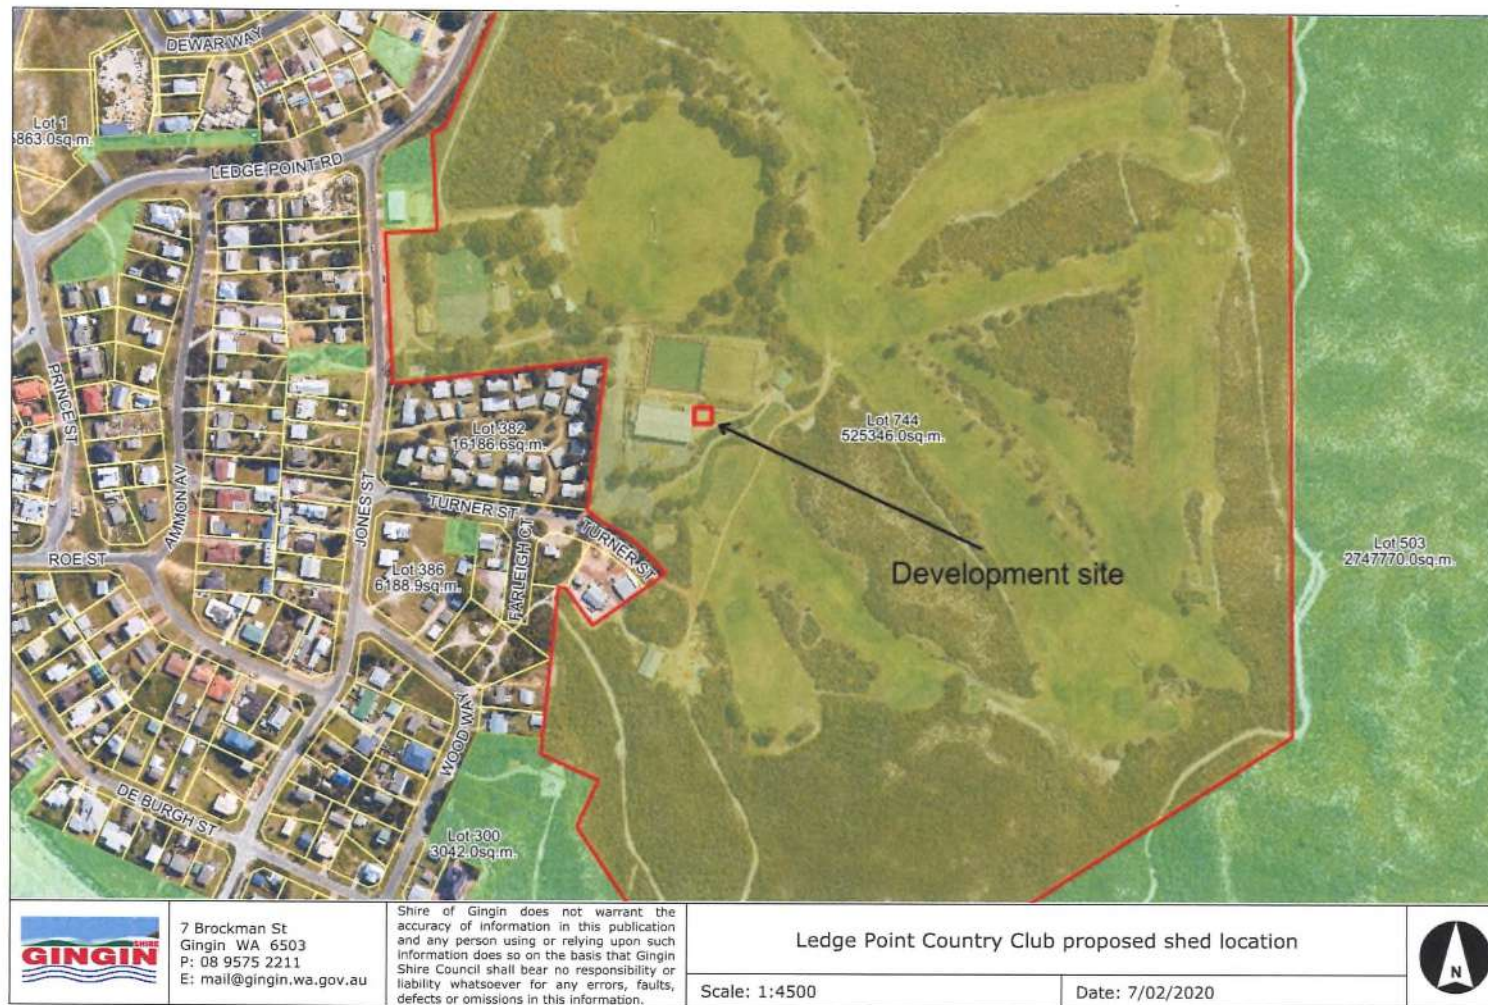 DEWAR WAY
Lot 1
5863.0sq.m.
LEDGE POINT RD
PRINCE ST
AMMON AV
JONES ST
Lot 382
16186.6sq.m.
Lot 744
525346.0sq.m.
TURNER ST
TURNER ST
FARLEIGH CT
ROE ST
Lot 386
6188.9sq.m.
Development site
Lot 503
2747770.0sq.m.
WOOD WAY
DE BURGH ST
Lot 300
3042.0sq.m.
SHIRE
GINGIN
7 Brockman St
Gingin WA 6503
P: 08 9575 2211
E: mail@gingin.wa.gov.au
Shire of Gingin does not warrant the
accuracy of information in this publication
and any person using or relying upon such
information does so on the basis that Gingin
Shire Council shall bear no responsibility or
liability whatsoever for any errors, faults,
defects or omissions in this information.
Ledge Point Country Club proposed shed location
Scale: 1:4500
Date: 7/02/2020
N